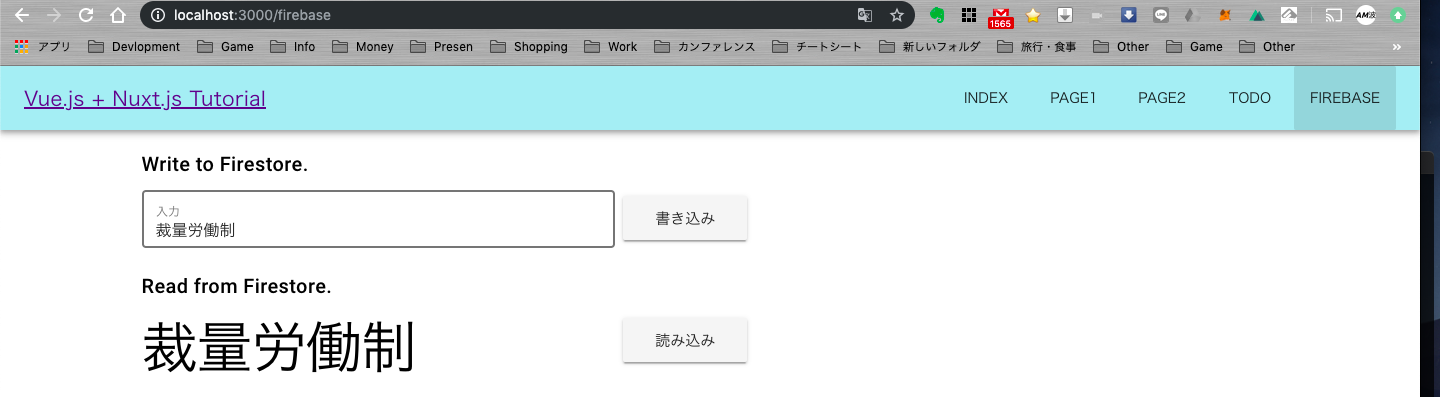 localhost:3000/firebase
1565
アプリ Devlopment Game Info Money Presen Shopping Work カンファレンス チートシート 新しいフォルダ 旅行・食事 Other Game Other »
Vue.js + Nuxt.js Tutorial INDEX PAGE1 PAGE2 TODO FIREBASE
Write to Firestore.
入力
裁量労働制 書き込み
Read from Firestore.
裁量労働制 読み込み